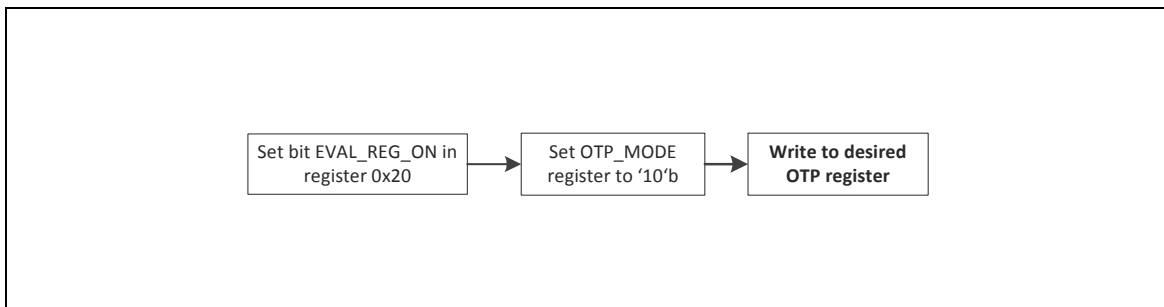 Set bit EVAL_REG_ON in
register 0x20
Set OTP_MODE
register to ‘10‘b
Write to desired
OTP register